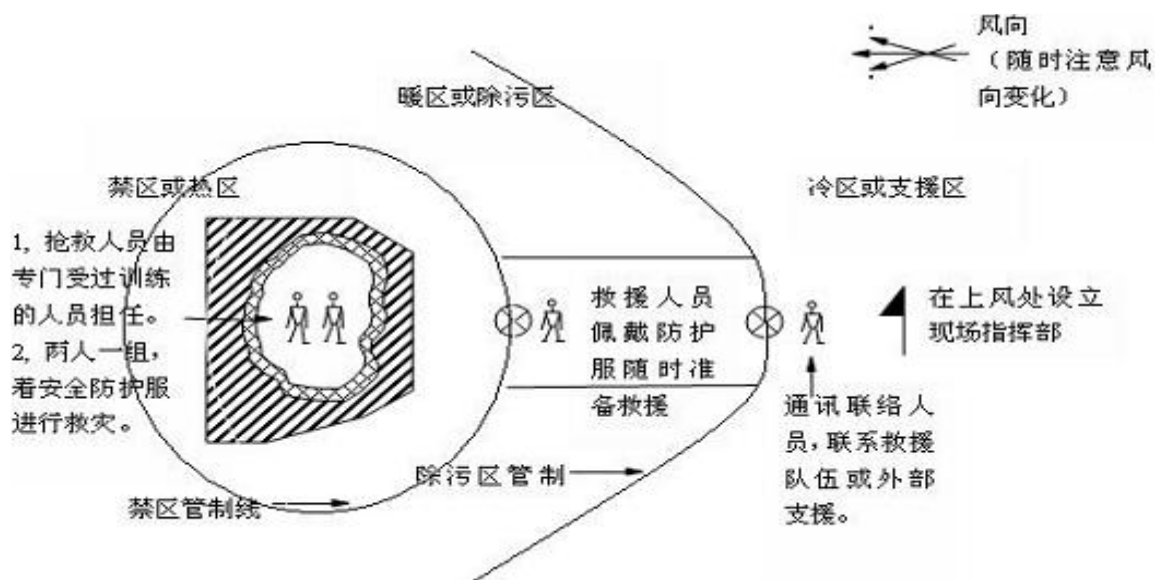 风向
（随时注意风
向变化）
暖区或除污区
禁区或热区
冷区或支援区
1, 抢救人员由
专门受过训练
的人员担任。
2, 两人一组，
着安全防护服
进行救灾。
救援人员
佩戴防护
服随时准
备救援
在上风处设立
现场指挥部
通讯联络人
员，联系救援
队伍或外部
支援。
除污区管制
禁区管制线